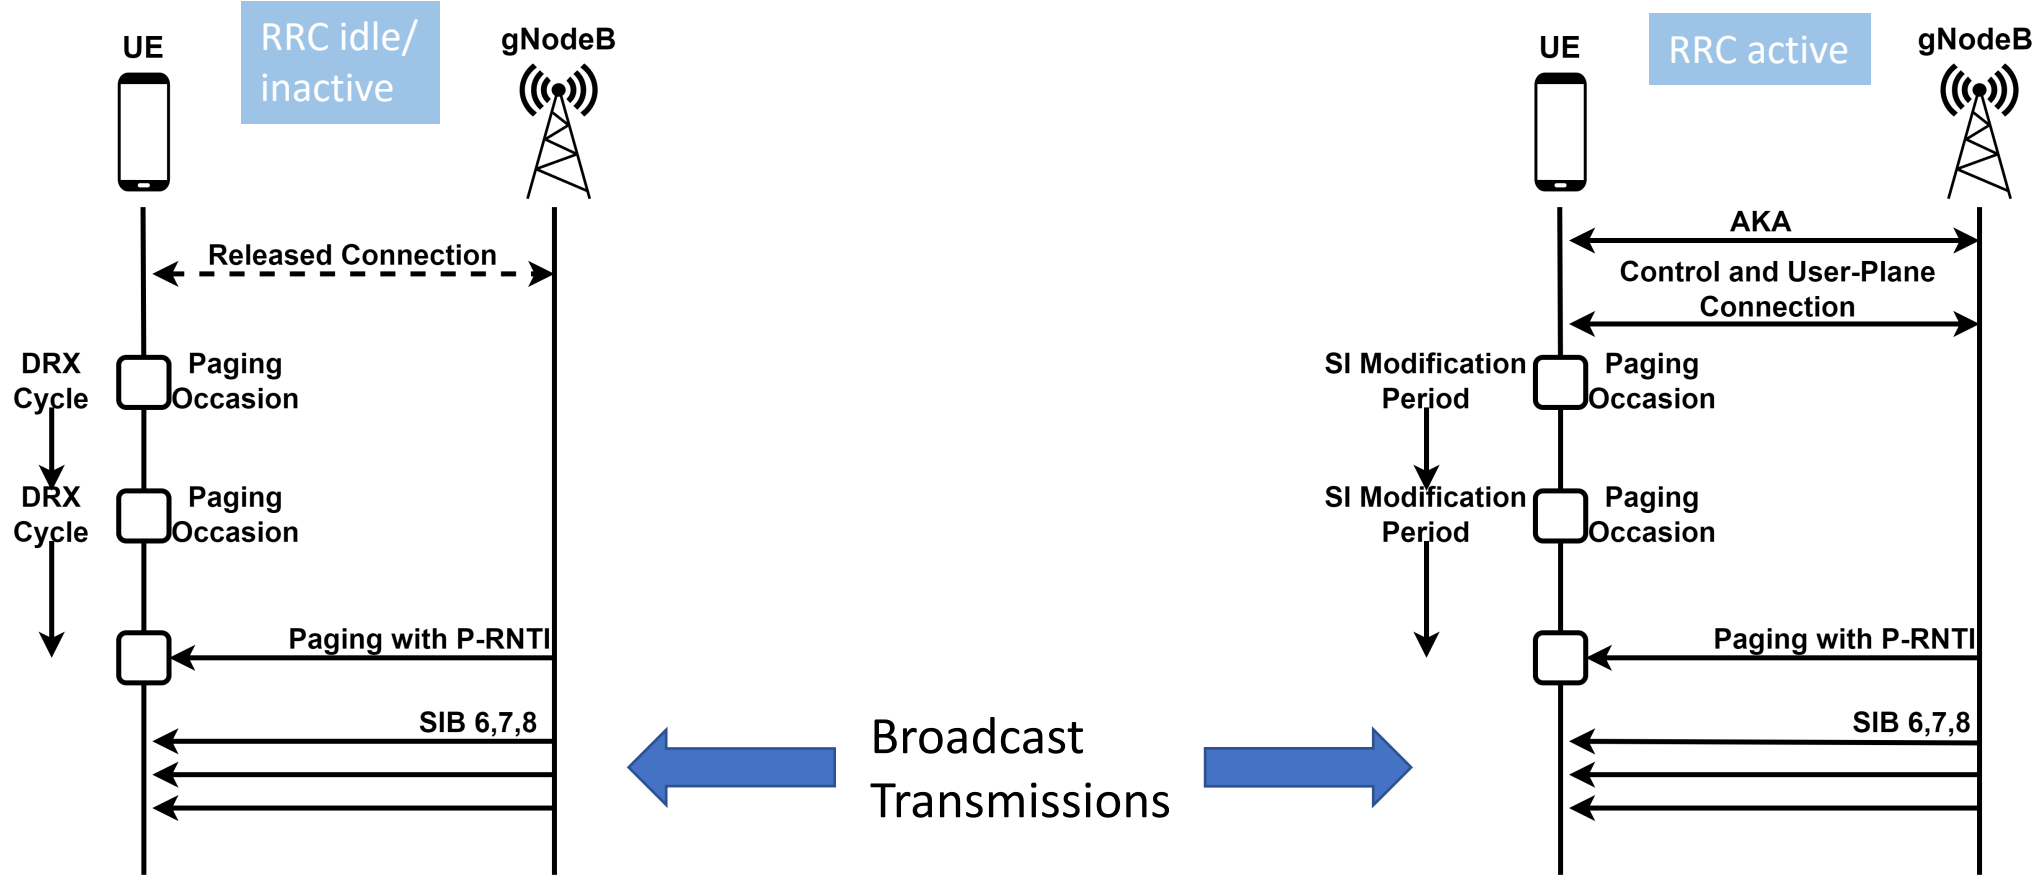 UE
RRC idle/
inactive
gNodeB
Released Connection
DRX
Cycle
Paging
Occasion
DRX
Cycle
Paging
Occasion
Paging with P-RNTI
SIB 6,7,8
Broadcast
Transmissions
UE
RRC active
gNodeB
AKA
Control and User-Plane
Connection
SI Modification
Period
Paging
Occasion
SI Modification
Period
Paging
Occasion
Paging with P-RNTI
SIB 6,7,8